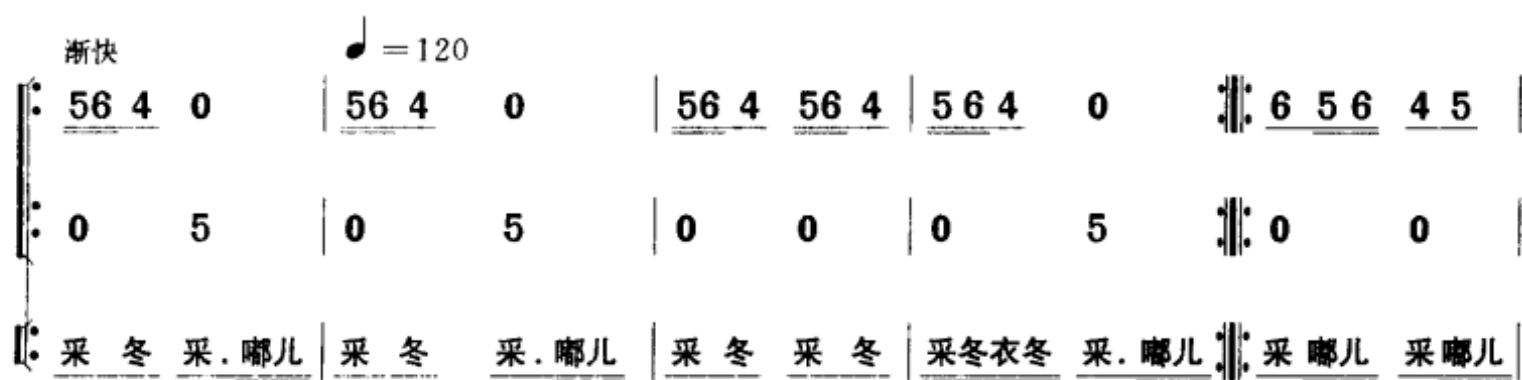 渐快 ♩=120
56 4 0 | 56 4 0 | 56 4 56 4 | 5 6 4 0 :‖: 6 5 6 4 5 |
0 5 | 0 5 | 0 0 | 0 5 :‖: 0 0 |
采 冬 采.嘟儿 | 采 冬 采.嘟儿 | 采 冬 采 冬 | 采冬衣冬 采.嘟儿 :‖: 采 嘟儿 采嘟儿 |